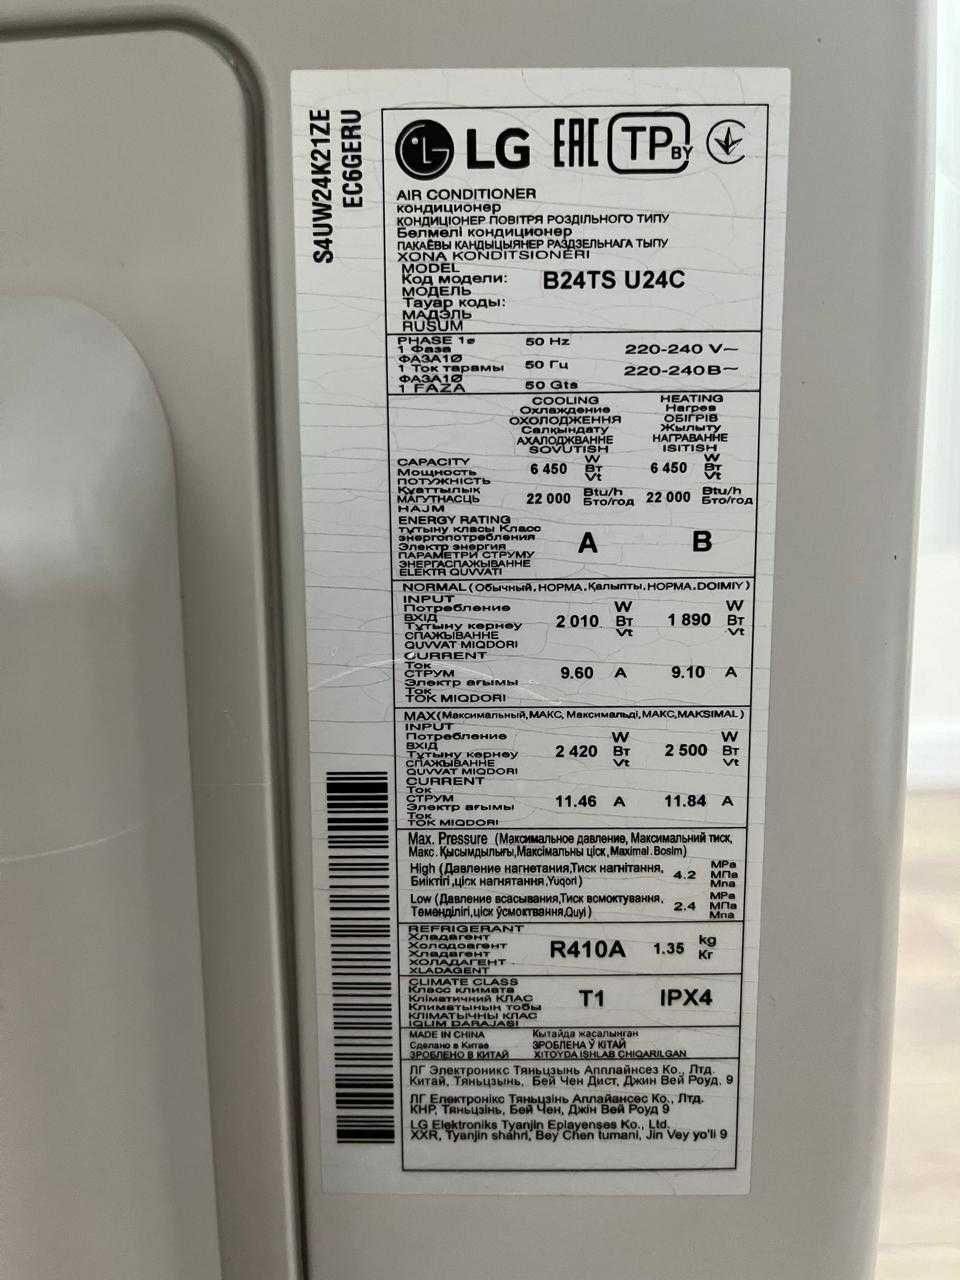 S4UW24K21ZE
EC6GERU
LG EAC TP BY
AIR CONDITIONER
кондиционер
КОНДИЦІОНЕР ПОВІТРЯ РОЗДІЛЬНОГО ТИПУ
Бөлмелі кондиционер
ПАКАЁВЫ КАНДЫЦЫЯНЕР РАЗДЗЕЛЬНАГА ТЫПУ
XONA KONDITSIONERI
MODEL
Код модели:
МОДЕЛЬ
Тауар коды:
МАДЭЛЬ
RUSUM
B24TS U24C
PHASE 1ø
1 Фаза
ФАЗА1Ø
1 Ток тарамы
ФАЗА1Ø
1 FAZA
50 Hz
50 Гц
50 Gts
220-240 V~
220-240В~
COOLING
Охлаждение
ОХОЛОДЖЕННЯ
Салқындату
АХАЛОДЖВАННЕ
SOVUTISH
HEATING
Нагрев
ОБІГРІВ
Жылыту
НАГРАВАННЕ
ISITISH
CAPACITY
Мощность
ПОТУЖНІСТЬ
Қуаттылық
МАГУТНАСЦЬ
HAJM
6 450 W Вт Vt 6 450 W Вт Vt
22 000 Btu/h Бто/год 22 000 Btu/h Бто/год
ENERGY RATING
тұтыну класы Класс
энергопотребления
Электр энергия
ПАРАМЕТРИ СТРУМУ
ЭНЕРГАСПАЖЫВАННЕ
ELEKTR QUVVATI
A B
NORMAL(Обычный,НОРМА,Қалыпты,НОРМА,DOIMIY)
INPUT
Потребление
ВХІД
Тұтыну кернеу
СПАЖЫВАННЕ
QUVVAT MIQDORI
2 010 W Вт Vt 1 890 W Вт Vt
CURRENT
Ток
СТРУМ
Электр ағымы
Ток
TOK MIQDORI
9.60 A 9.10 A
MAX(Максимальный,МАКС, Максимальді,МАКС,MAKSIMAL)
INPUT
Потребление
ВХІД
Тұтыну кернеу
СПАЖЫВАННЕ
QUVVAT MIQDORI
2 420 W Вт Vt 2 500 W Вт Vt
CURRENT
Ток
СТРУМ
Электр ағымы
Ток
TOK MIQDORI
11.46 A 11.84 A
Max. Pressure (Максимальное давление, Максимальний тиск,
Макс. Қысымдылығы,Максімальны ціск, Maximal. Bosim)
High (Давление нагнетания,Тиск нагнітання,
Биіктігі ,ціск нагнятання,Yuqori)
4.2 MPa МПа Mпа
Low (Давление всасывания,Тиск всмоктування,
Төменділігі,ціск ўсмоктвання,Quyi)
2.4 MPa МПа Mпа
REFRIGERANT
Хладагент
Холодоагент
Хладагент
ХОЛАДАГЕНТ
XLADAGENT
R410A 1.35 kg Кг
CLIMATE CLASS
Класс климата
Кліматичний КЛАС
Климатының тобы
КЛІМАТЫЧНЫ КЛАС
IQLIM DARAJASI
T1 IPX4
MADE IN CHINA Кытайда жасалынған
Сделано в Китае ЗРОБЛЕНА Ў КІТАЙ
ЗРОБЛЕНО В КИТАЙ XITOYDA ISHLAB CHIQARILGAN
ЛГ Электроникс Тяньцзынь Апплайнсез Ко., Лтд.
Китай, Тяньцзынь, Бей Чен Дист, Джин Вей Роуд, 9
ЛГ Електронікс Тяньцзінь Аплайансес Ко., Лтд.
КНР, Тяньцзінь, Бей Чен, Джін Вей Роуд 9
LG Elektroniks Tyanjin Eplayenses Ko., Ltd.
XXR, Tyanjin shahri, Bey Chen tumani, Jin Vey yo'li 9